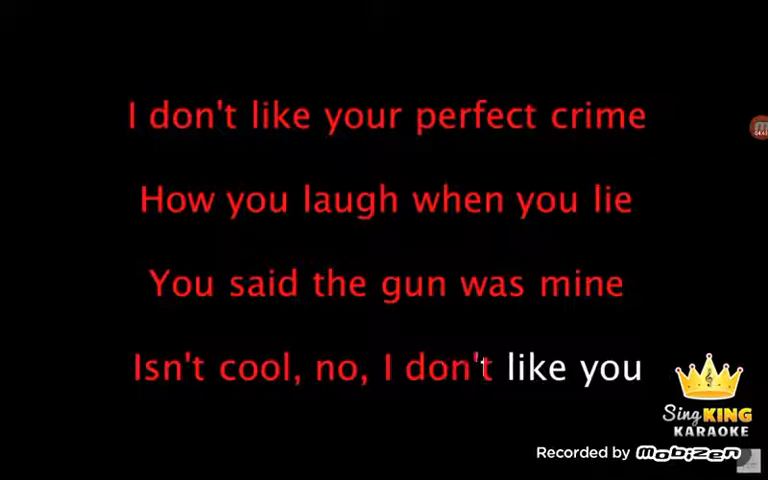 I don't like your perfect crime
How you laugh when you lie
You said the gun was mine
Isn't cool, no, I don't like you
Sing KING
KARAOKE
Recorded by Mobizen